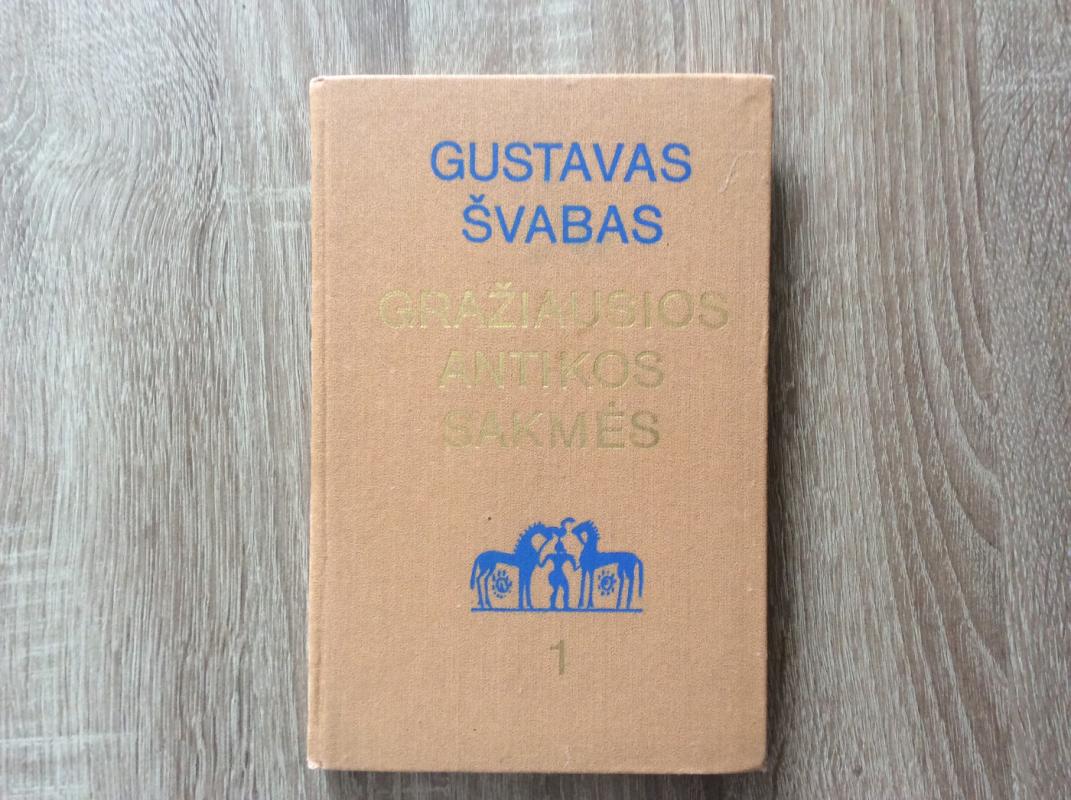 GUSTAVAS
ŠVABAS
GRAŽIAUSIOS
ANTIKOS
SAKMĖS
1